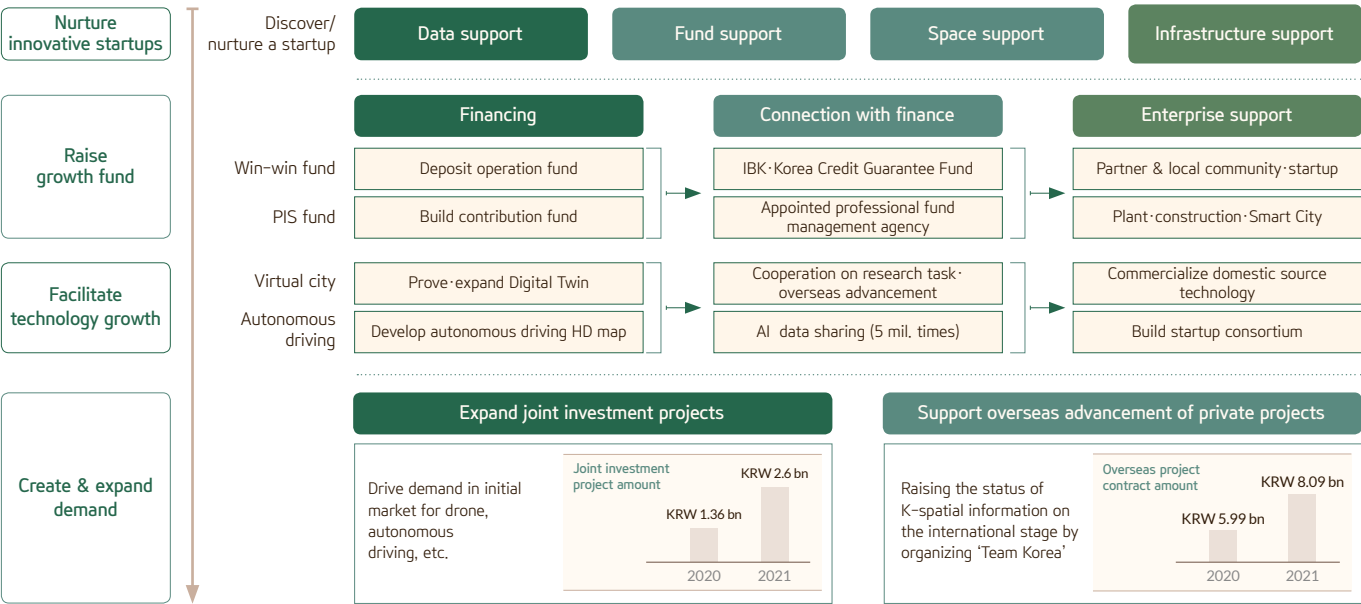 Nurture
innovative startups
Discover/
nurture a startup
Data support
Fund support
Space support
Infrastructure support
Raise
growth fund
Financing
Connection with finance
Enterprise support
Win-win fund
Deposit operation fund
IBK·Korea Credit Guarantee Fund
Partner & local community·startup
PIS fund
Build contribution fund
Appointed professional fund
management agency
Plant·construction·Smart City
Facilitate
technology growth
Virtual city
Prove·expand Digital Twin
Cooperation on research task·
overseas advancement
Commercialize domestic source
technology
Autonomous
driving
Develop autonomous driving HD map
AI data sharing (5 mil. times)
Build startup consortium
Create & expand
demand
Expand joint investment projects
Drive demand in initial
market for drone,
autonomous
driving, etc.
Joint investment
project amount
KRW 1.36 bn
KRW 2.6 bn
2020
2021
Support overseas advancement of private projects
Raising the status of
K-spatial information on
the international stage by
organizing ‘Team Korea’
Overseas project
contract amount
KRW 5.99 bn
KRW 8.09 bn
2020
2021